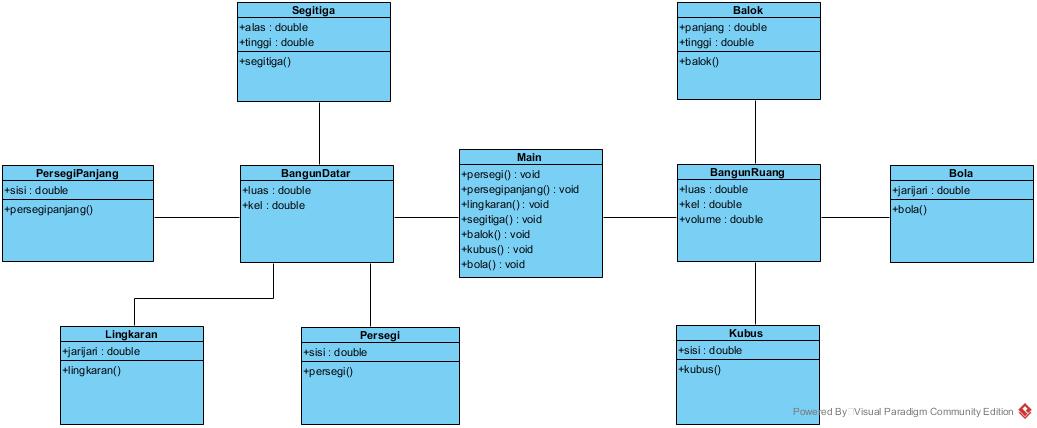 Segitiga
+alas : double
+tinggi : double
+segitiga()
Balok
+panjang : double
+tinggi : double
+balok()
PersegiPanjang
+sisi : double
+persegipanjang()
BangunDatar
+luas : double
+kel : double
Main
+persegi() : void
+persegipanjang() : void
+lingkaran() : void
+segitiga() : void
+balok() : void
+kubus() : void
+bola() : void
BangunRuang
+luas : double
+kel : double
+volume : double
Bola
+jarijari : double
+bola()
Lingkaran
+jarijari : double
+lingkaran()
Persegi
+sisi : double
+persegi()
Kubus
+sisi : double
+kubus()
Powered By Visual Paradigm Community Edition